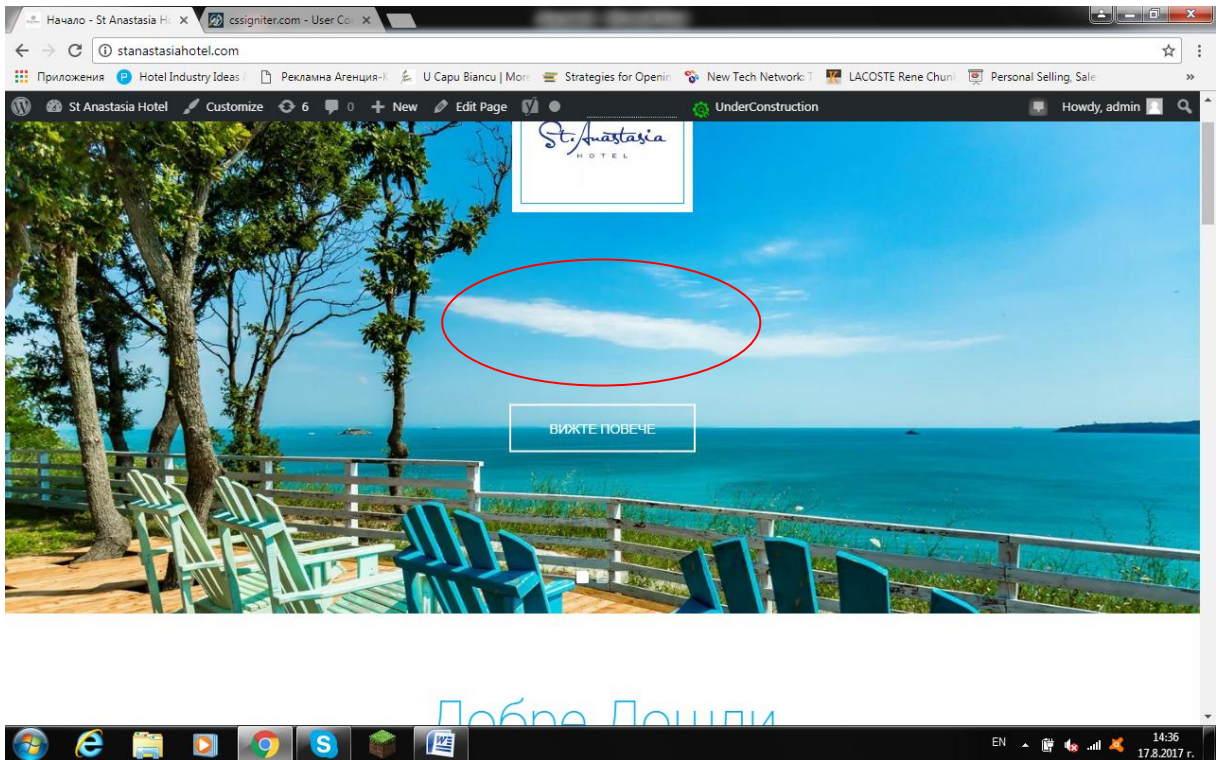 Начало - St Anastasia Ho
cssigniter.com - User Co
stanastasiahotel.com
Приложения
Hotel Industry Ideas
Рекламна Агенция-К
U Capu Biancu | More
Strategies for Openin
New Tech Network: T
LACOSTE Rene Chun
Personal Selling, Sale
»
St Anastasia Hotel
Customize
6
0
+ New
Edit Page
UnderConstruction
Howdy, admin
St. Anastasia
HOTEL
ВИЖТЕ ПОВЕЧЕ
Добре Дошли
EN
14:36
17.8.2017 г.